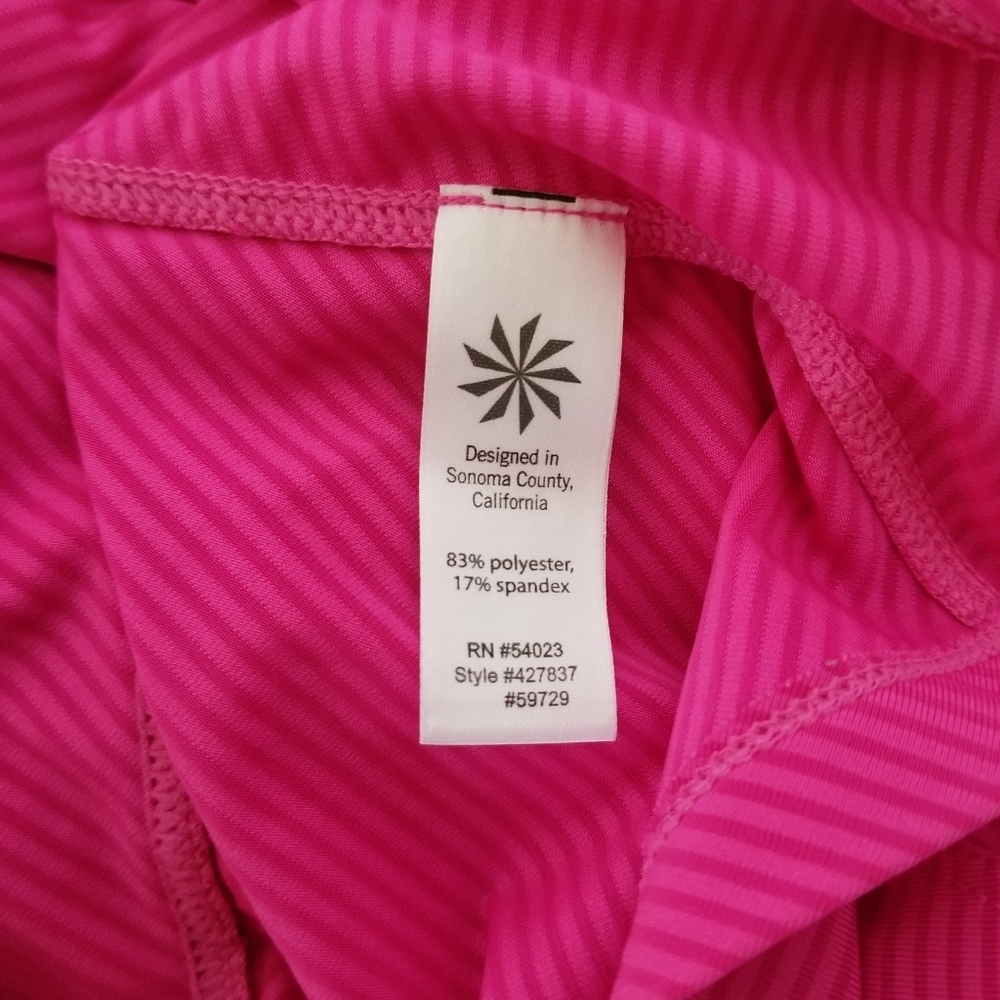 Designed in
Sonoma County,
California
83% polyester,
17% spandex
RN #54023
Style #427837
#59729